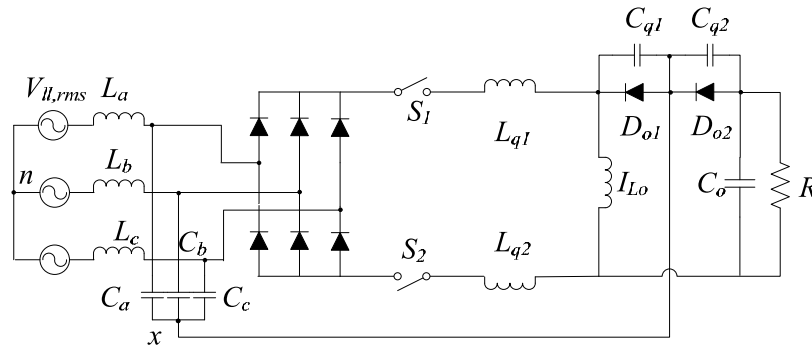 C_q1 C_q2
V_ll,rms L_a
S_1
D_o1 D_o2
L_q1
L_b
n
I_Lo C_o R
L_c C_b
S_2 L_q2
C_a C_c
x